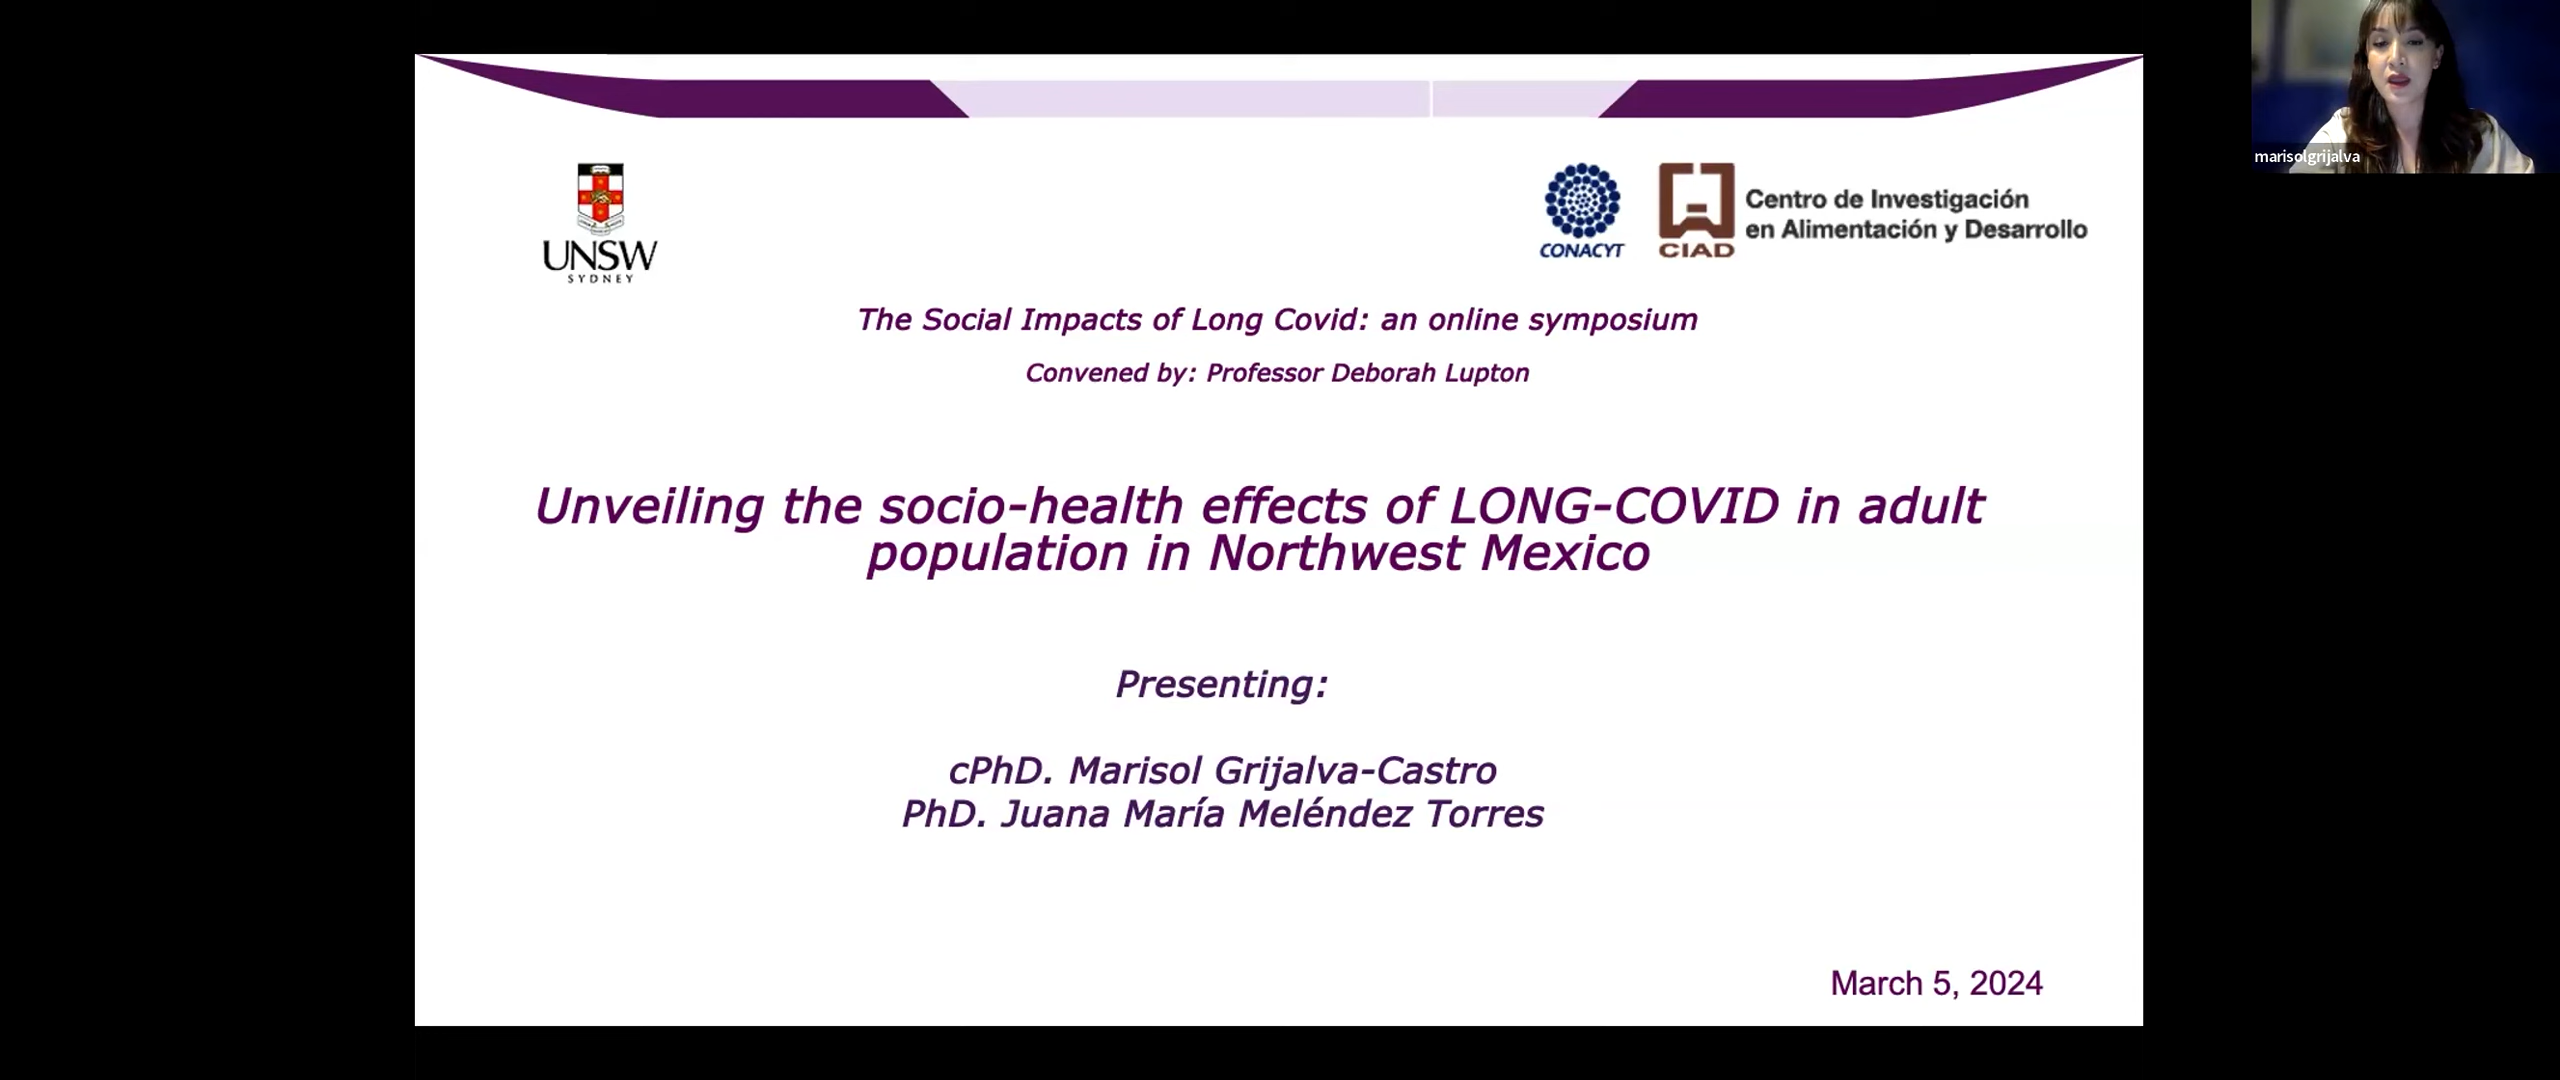 marisolgrijalva
UNSW
SYDNEY
CONACYT
CIAD
Centro de Investigación
en Alimentación y Desarrollo
The Social Impacts of Long Covid: an online symposium
Convened by: Professor Deborah Lupton
Unveiling the socio-health effects of LONG-COVID in adult
population in Northwest Mexico
Presenting:
cPhD. Marisol Grijalva-Castro
PhD. Juana María Meléndez Torres
March 5, 2024